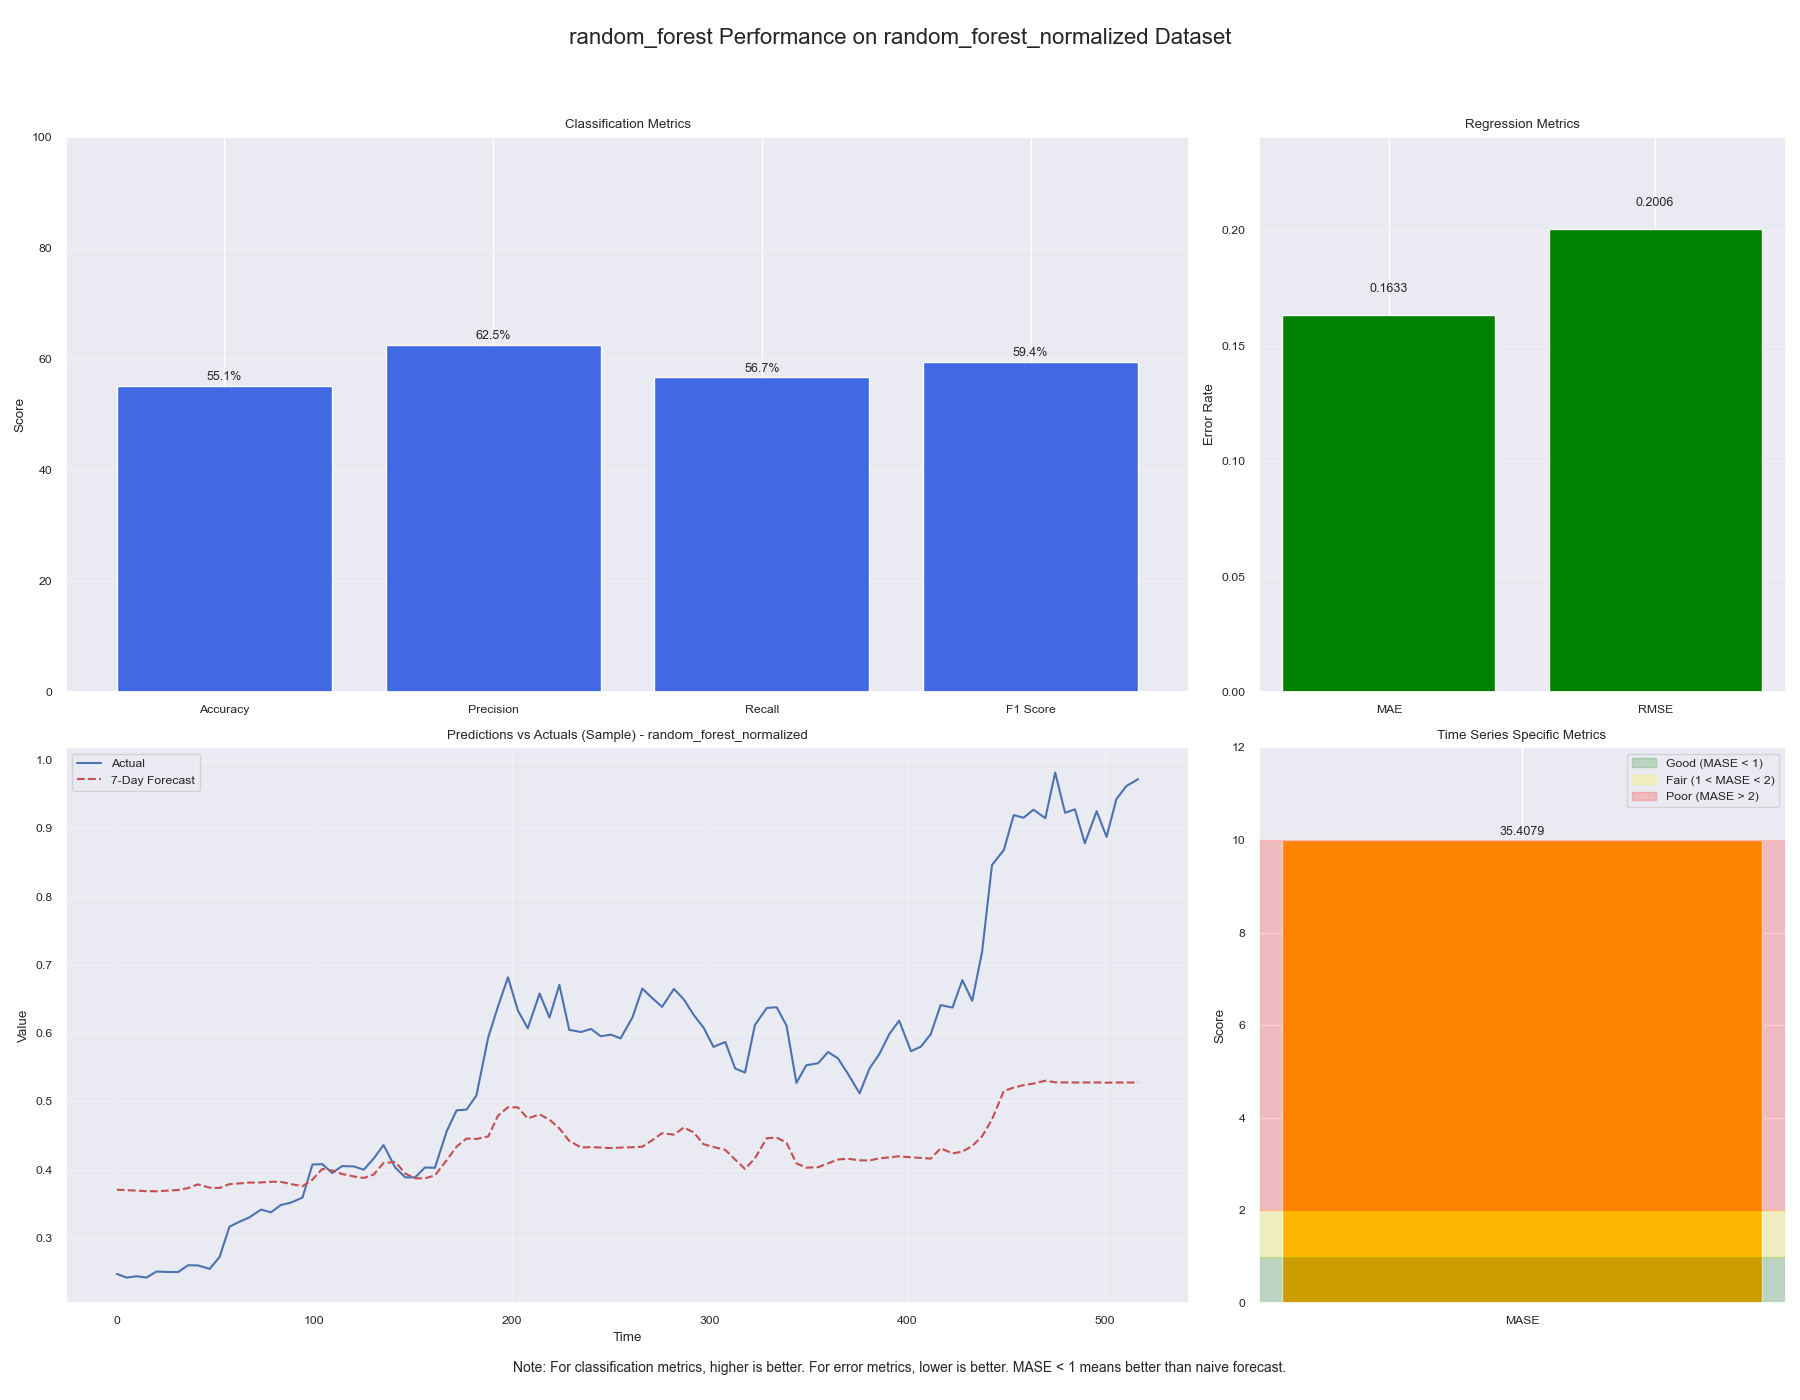 random_forest Performance on random_forest_normalized Dataset
Classification Metrics
100
80
60
40
20
0
Score
55.1%
62.5%
56.7%
59.4%
Accuracy
Precision
Recall
F1 Score
Regression Metrics
0.20
0.15
0.10
0.05
0.00
Error Rate
0.1633
0.2006
MAE
RMSE
Predictions vs Actuals (Sample) - random_forest_normalized
Actual
7-Day Forecast
1.0
0.9
0.8
0.7
0.6
0.5
0.4
0.3
Value
0
100
200
300
400
500
Time
Time Series Specific Metrics
Good (MASE < 1)
Fair (1 < MASE < 2)
Poor (MASE > 2)
12
10
8
6
4
2
0
Score
35.4079
MASE
Note: For classification metrics, higher is better. For error metrics, lower is better. MASE < 1 means better than naive forecast.